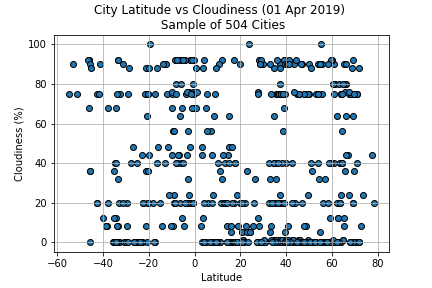 City Latitude vs Cloudiness (01 Apr 2019)
Sample of 504 Cities
100
80
60
40
20
0
Cloudiness (%)
−60 −40 −20 0 20 40 60 80
Latitude